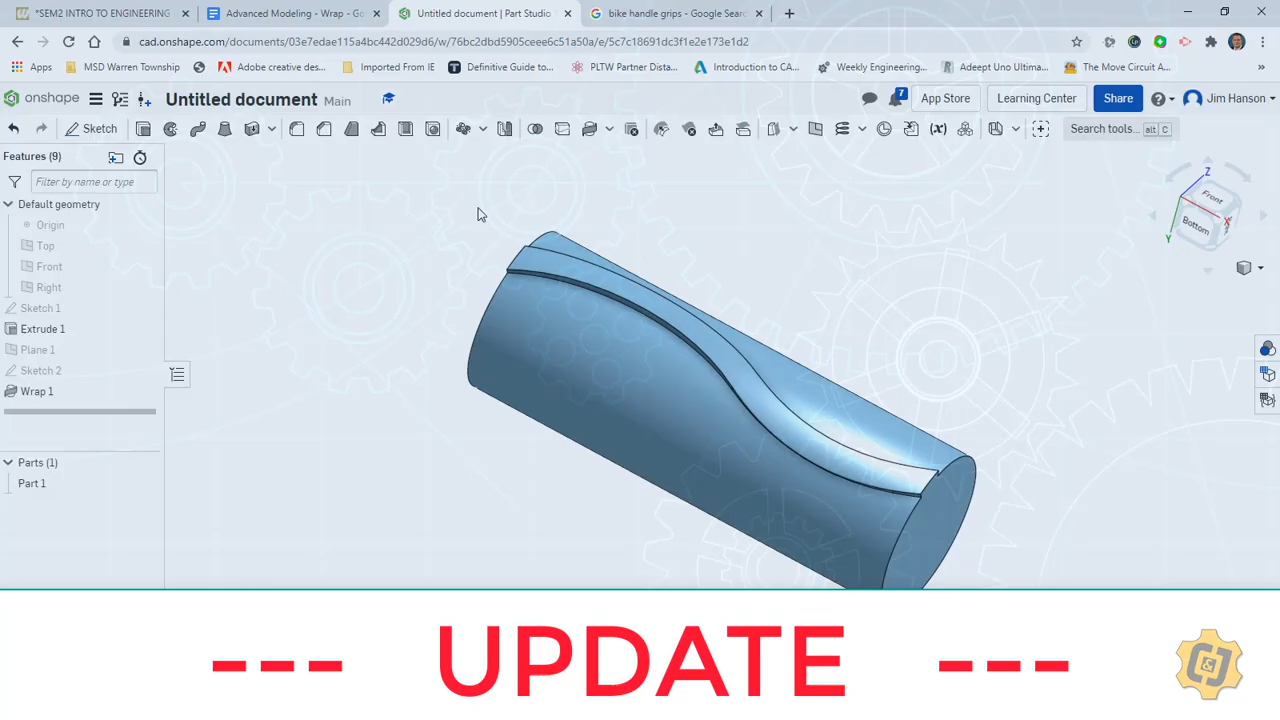 *SEM2 INTRO TO ENGINEERING
Advanced Modeling - Wrap - Go
Untitled document | Part Studio
bike handle grips - Google Searc
cad.onshape.com/documents/03e7edae115a4bc442d029d6/w/76bc2dbd5905cee6c51a50a/e/5c7c18691dc3f1e2e173e1d2
Apps
MSD Warren Township
Adobe creative des...
Imported From IE
Definitive Guide to...
PLTW Partner Dista...
Introduction to CA...
Weekly Engineering...
Adeept Uno Ultima...
The Move Circuit A...
»
onshape
Untitled document Main
7
App Store
Learning Center
Share
Jim Hanson
Sketch
(x)
Search tools... alt C
Features (9)
Filter by name or type
Default geometry
Origin
Top
Front
Right
Sketch 1
Extrude 1
Plane 1
Sketch 2
Wrap 1
Parts (1)
Part 1
Z
Front
X
Bottom
Y
--- UPDATE ---
C&J